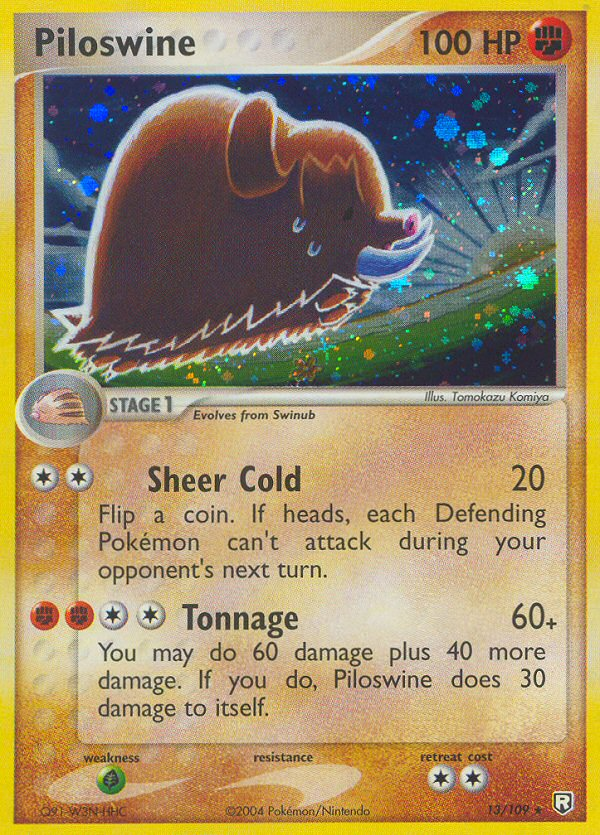 Piloswine 100 HP
Illus. Tomokazu Komiya
STAGE 1
Evolves from Swinub
Sheer Cold 20
Flip a coin. If heads, each Defending
Pokémon can't attack during your
opponent's next turn.
Tonnage 60+
You may do 60 damage plus 40 more
damage. If you do, Piloswine does 30
damage to itself.
weakness resistance retreat cost
Q91-W3N-HHC ©2004 Pokémon/Nintendo 13/109 ★ R